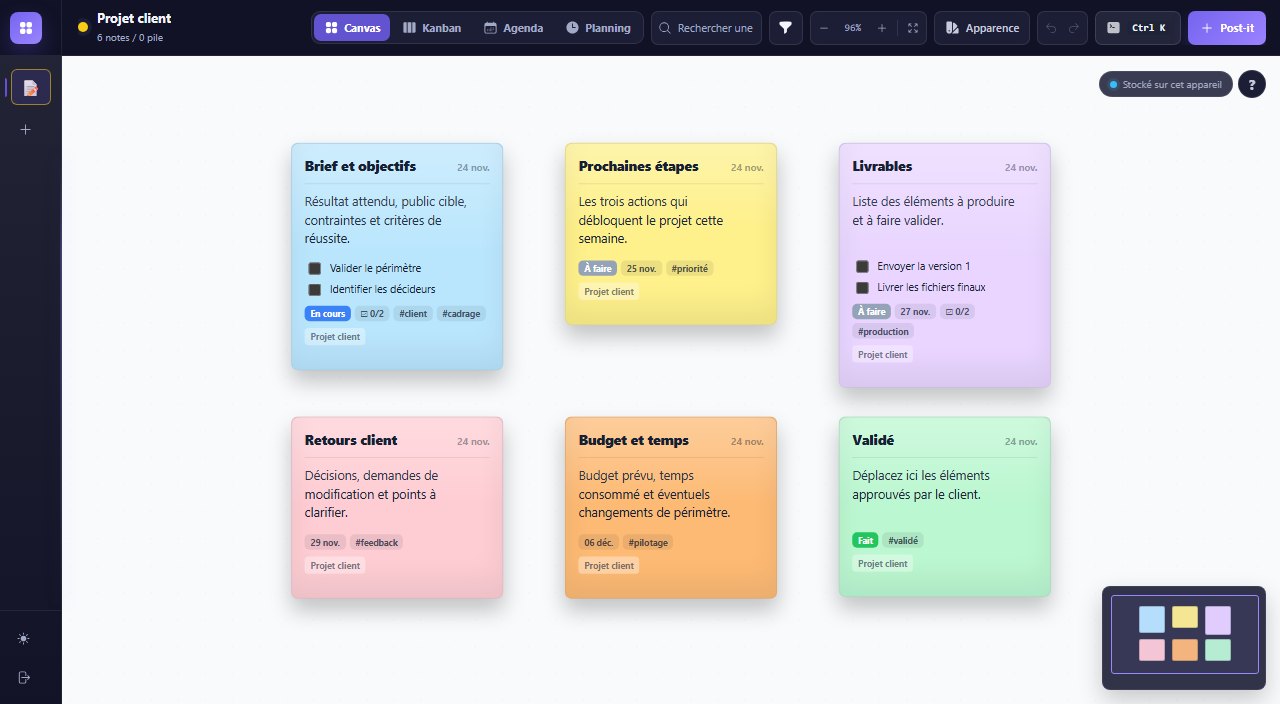 Projet client
6 notes / 0 pile
Canvas
Kanban
Agenda
Planning
Rechercher une
96%
Apparence
Ctrl K
Post-it
Stocké sur cet appareil
?
Brief et objectifs
24 nov.
Résultat attendu, public cible,
contraintes et critères de
réussite.
Valider le périmètre
Identifier les décideurs
En cours
0/2
#client
#cadrage
Projet client
Prochaines étapes
24 nov.
Les trois actions qui
débloquent le projet cette
semaine.
À faire
25 nov.
#priorité
Projet client
Livrables
24 nov.
Liste des éléments à produire
et à faire valider.
Envoyer la version 1
Livrer les fichiers finaux
À faire
27 nov.
0/2
#production
Projet client
Retours client
24 nov.
Décisions, demandes de
modification et points à
clarifier.
29 nov.
#feedback
Projet client
Budget et temps
24 nov.
Budget prévu, temps
consommé et éventuels
changements de périmètre.
06 déc.
#pilotage
Projet client
Validé
24 nov.
Déplacez ici les éléments
approuvés par le client.
Fait
#validé
Projet client